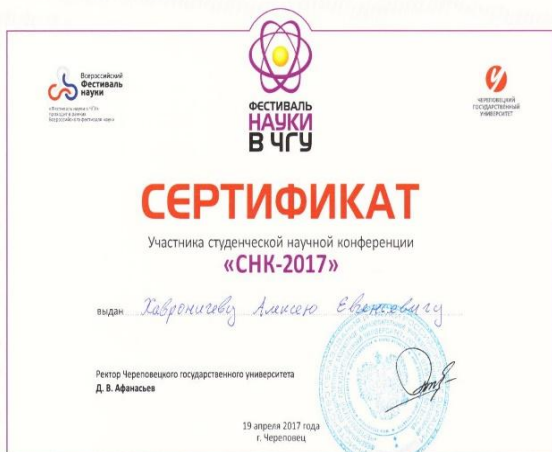 Всероссийский
Фестиваль
науки
ФЕСТИВАЛЬ
НАУКИ
В ЧГУ
ЧЕРЕПОВЕЦКИЙ
ГОСУДАРСТВЕННЫЙ
УНИВЕРСИТЕТ
СЕРТИФИКАТ
Участника студенческой научной конференции
«СНК-2017»
выдан Хавроничеву Алексею Евгеньевичу
Ректор Череповецкого государственного университета
Д. В. Афанасьев
19 апреля 2017 года
г. Череповец